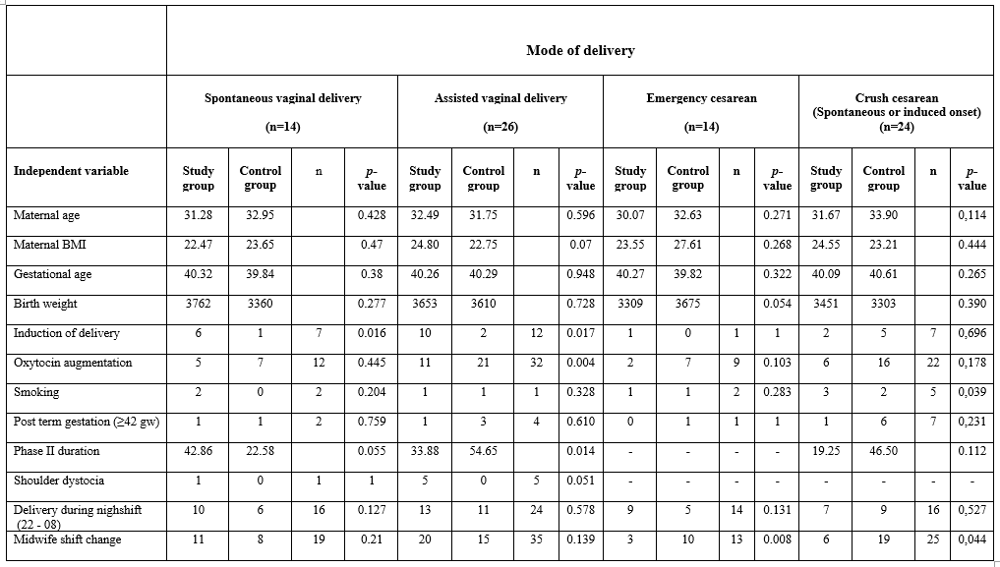 Mode of delivery
Spontaneous vaginal delivery
(n=14)
Assisted vaginal delivery
(n=26)
Emergency cesarean
(n=14)
Crush cesarean
(Spontaneous or induced onset)
(n=24)
Independent variable Study group Control group n p-value Study group Control group n p-value Study group Control group n p-value Study group Control group n p-value
Maternal age 31.28 32.95 0.428 32.49 31.75 0.596 30.07 32.63 0.271 31.67 33.90 0,114
Maternal BMI 22.47 23.65 0.47 24.80 22.75 0.07 23.55 27.61 0.268 24.55 23.21 0.444
Gestational age 40.32 39.84 0.38 40.26 40.29 0.948 40.27 39.82 0.322 40.09 40.61 0.265
Birth weight 3762 3360 0.277 3653 3610 0.728 3309 3675 0.054 3451 3303 0.390
Induction of delivery 6 1 7 0.016 10 2 12 0.017 1 0 1 1 2 5 7 0,696
Oxytocin augmentation 5 7 12 0.445 11 21 32 0.004 2 7 9 0.103 6 16 22 0,178
Smoking 2 0 2 0.204 1 1 1 0.328 1 1 2 0.283 3 2 5 0,039
Post term gestation (≥42 gw) 1 1 2 0.759 1 3 4 0.610 0 1 1 1 1 6 7 0,231
Phase II duration 42.86 22.58 0.055 33.88 54.65 0.014 - - - - 19.25 46.50 0.112
Shoulder dystocia 1 0 1 1 5 0 5 0.051 - - - - - - - -
Delivery during nighshift 10 6 16 0.127 13 11 24 0.578 9 5 14 0.131 7 9 16 0,527
(22 - 08)
Midwife shift change 11 8 19 0.21 20 15 35 0.139 3 10 13 0.008 6 19 25 0,044